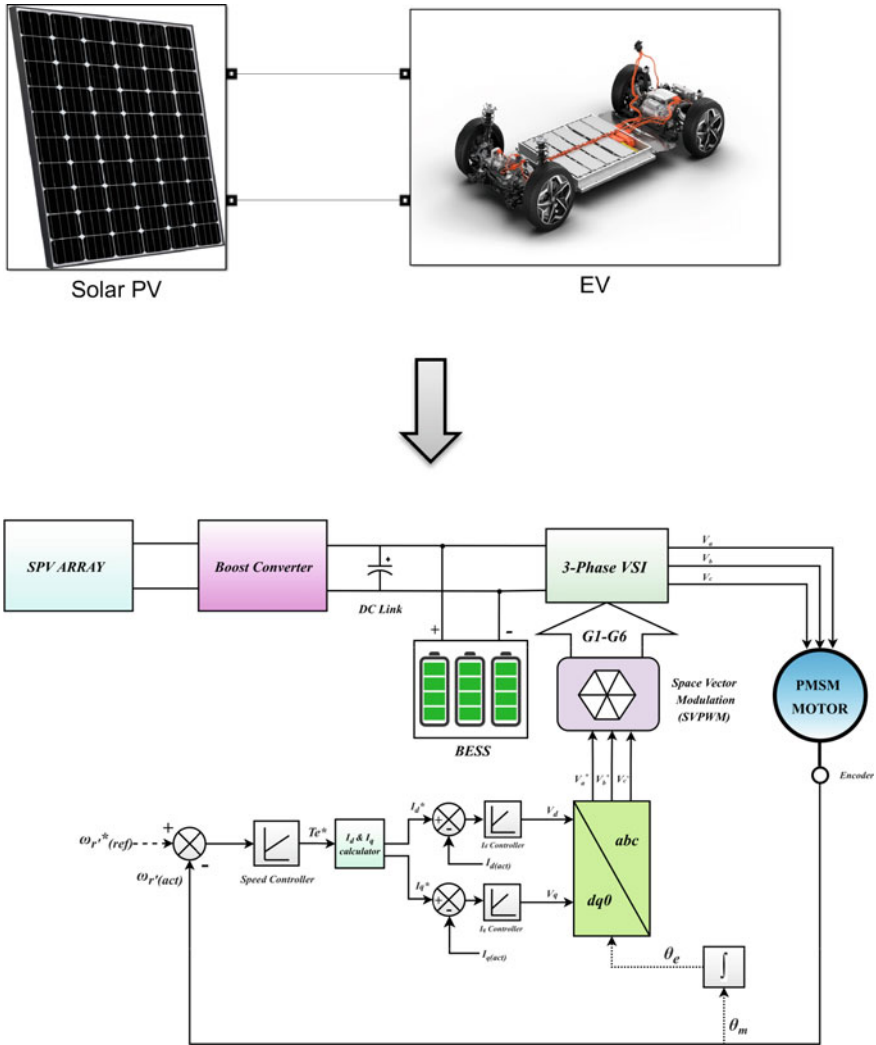 Solar PV
EV
SPV ARRAY
Boost Converter
DC Link
3-Phase VSI
Va
Vb
Vc
+
-
BESS
G1-G6
Space Vector
Modulation
(SVPWM)
PMSM
MOTOR
Encoder
Va*
Vb*
Vc*
ωr'*(ref)
+
-
ωr'(act)
Speed Controller
Te*
Id & Iq
calculator
Id*
+
-
Id(act)
Vd
Iq*
+
-
Iq(act)
Iq Controller
Vq
abc
dq0
θe
∫
θm